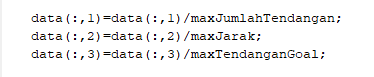 data(:,1)=data(:,1)/maxJumlahTendangan;
data(:,2)=data(:,2)/maxJarak;
data(:,3)=data(:,3)/maxTendanganGoal;